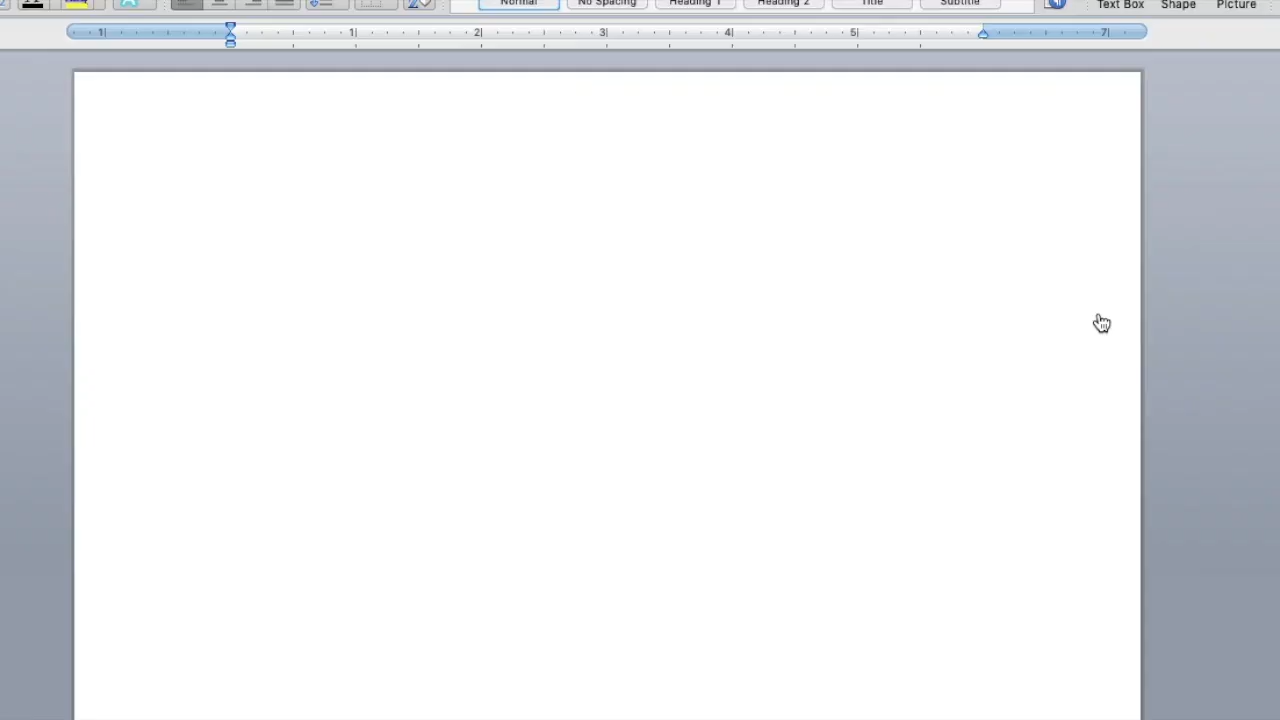 Normal No Spacing Heading 1 Heading 2 Title Subtitle Text Box Shape Picture
1 1 2 3 4 5 7